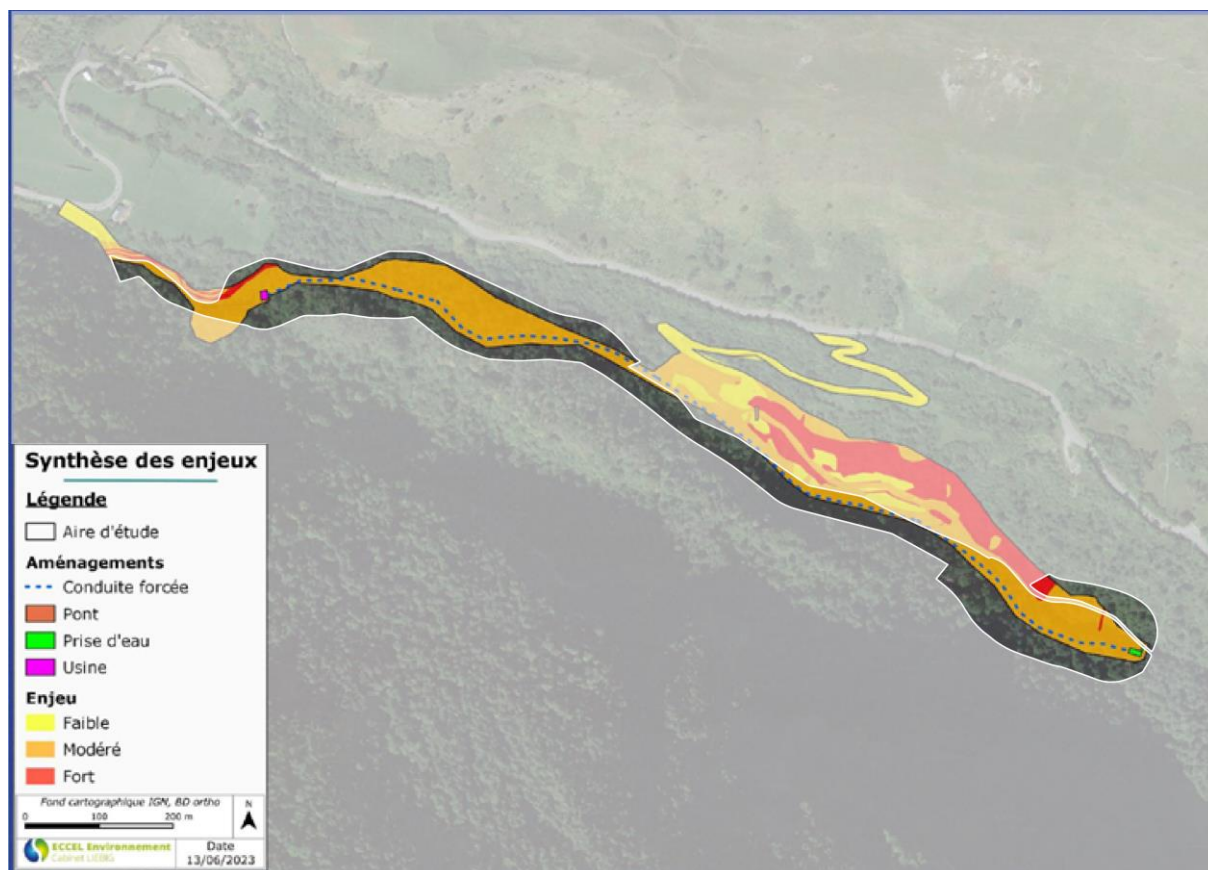 Synthèse des enjeux
Légende
Aire d'étude
Aménagements
Conduite forcée
Pont
Prise d'eau
Usine
Enjeu
Faible
Modéré
Fort
Fond cartographique IGN, BD ortho
0 100 200 m
N
ECCEL Environnement
Cabinet LIEBIG
Date
13/06/2023